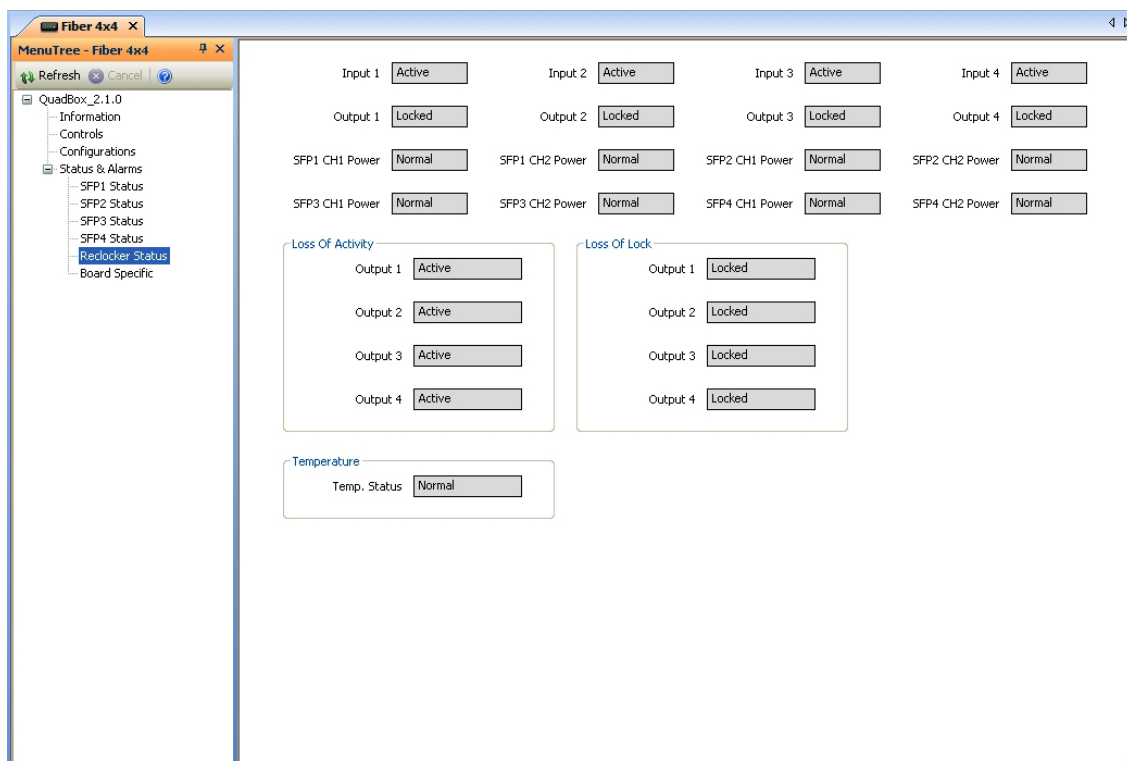 Fiber 4x4
MenuTree - Fiber 4x4
Refresh Cancel
QuadBox_2.1.0
Information
Controls
Configurations
Status & Alarms
SFP1 Status
SFP2 Status
SFP3 Status
SFP4 Status
Reclocker Status
Board Specific
Input 1 Active Input 2 Active Input 3 Active Input 4 Active
Output 1 Locked Output 2 Locked Output 3 Locked Output 4 Locked
SFP1 CH1 Power Normal SFP1 CH2 Power Normal SFP2 CH1 Power Normal SFP2 CH2 Power Normal
SFP3 CH1 Power Normal SFP3 CH2 Power Normal SFP4 CH1 Power Normal SFP4 CH2 Power Normal
Loss Of Activity
Output 1 Active
Output 2 Active
Output 3 Active
Output 4 Active
Loss Of Lock
Output 1 Locked
Output 2 Locked
Output 3 Locked
Output 4 Locked
Temperature
Temp. Status Normal